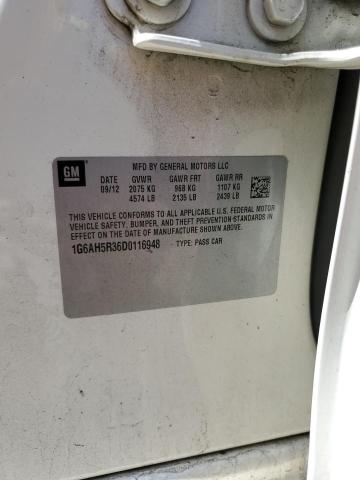 GM
MFD BY GENERAL MOTORS LLC
DATE GVWR GAWR FRT GAWR RR
09/12 2075 KG 968 KG 1107 KG
4574 LB 2135 LB 2439 LB
THIS VEHICLE CONFORMS TO ALL APPLICABLE U.S. FEDERAL MOTOR
VEHICLE SAFETY, BUMPER, AND THEFT PREVENTION STANDARDS IN
EFFECT ON THE DATE OF MANUFACTURE SHOWN ABOVE.
1G6AH5R36D0116948 TYPE: PASS CAR